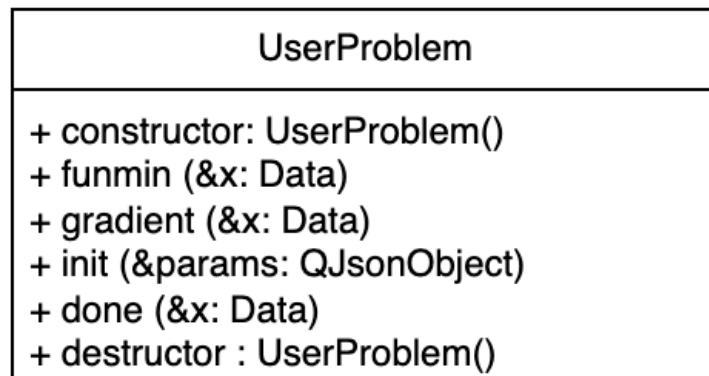 UserProblem
+ constructor: UserProblem()
+ funmin (&x: Data)
+ gradient (&x: Data)
+ init (&params: QJsonObject)
+ done (&x: Data)
+ destructor : UserProblem()